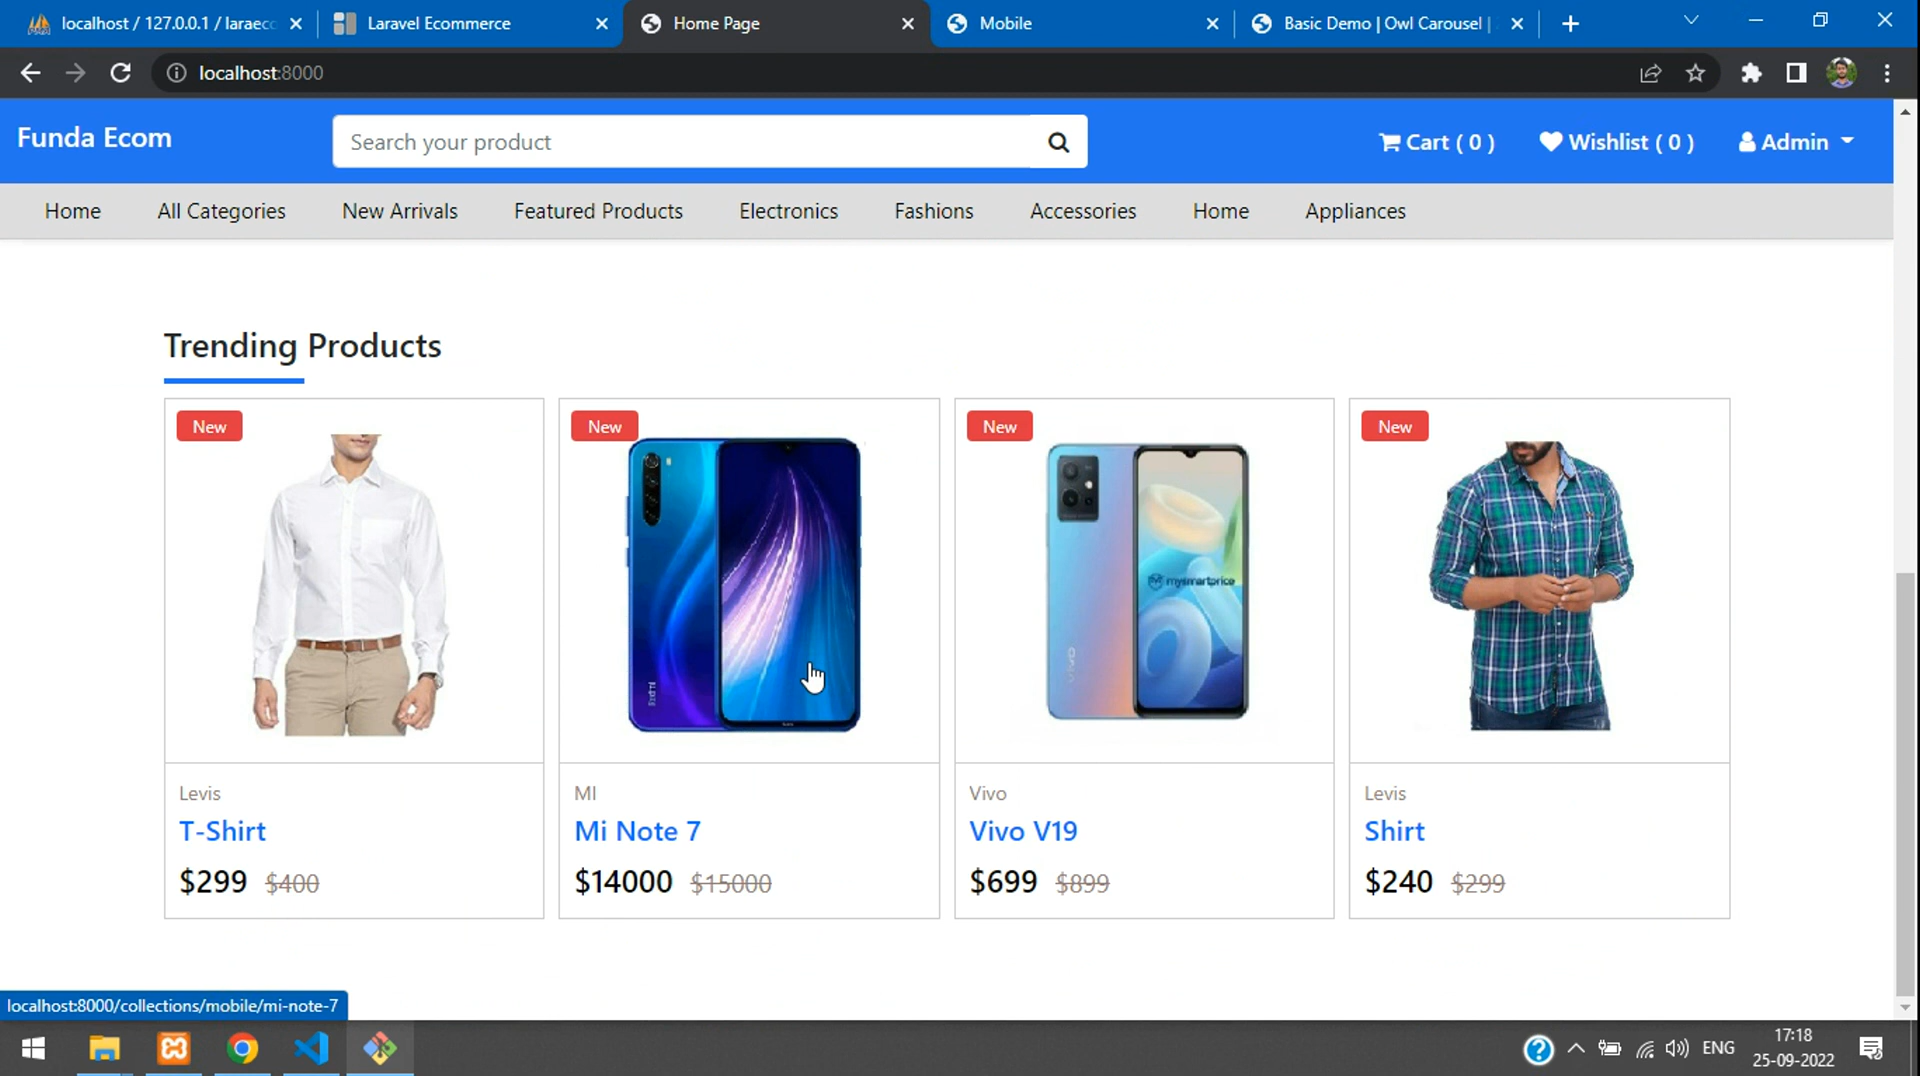 localhost / 127.0.0.1 / laraec
Laravel Ecommerce
Home Page
Mobile
Basic Demo | Owl Carousel |
localhost:8000
Funda Ecom
Search your product
Cart ( 0 )
Wishlist ( 0 )
Admin
Home
All Categories
New Arrivals
Featured Products
Electronics
Fashions
Accessories
Home
Appliances
Trending Products
New
New
New
New
Redmi
mysmartprice
vivo
Levis
T-Shirt
$299 $400
MI
Mi Note 7
$14000 $15000
Vivo
Vivo V19
$699 $899
Levis
Shirt
$240 $299
localhost:8000/collections/mobile/mi-note-7
ENG
17:18
25-09-2022